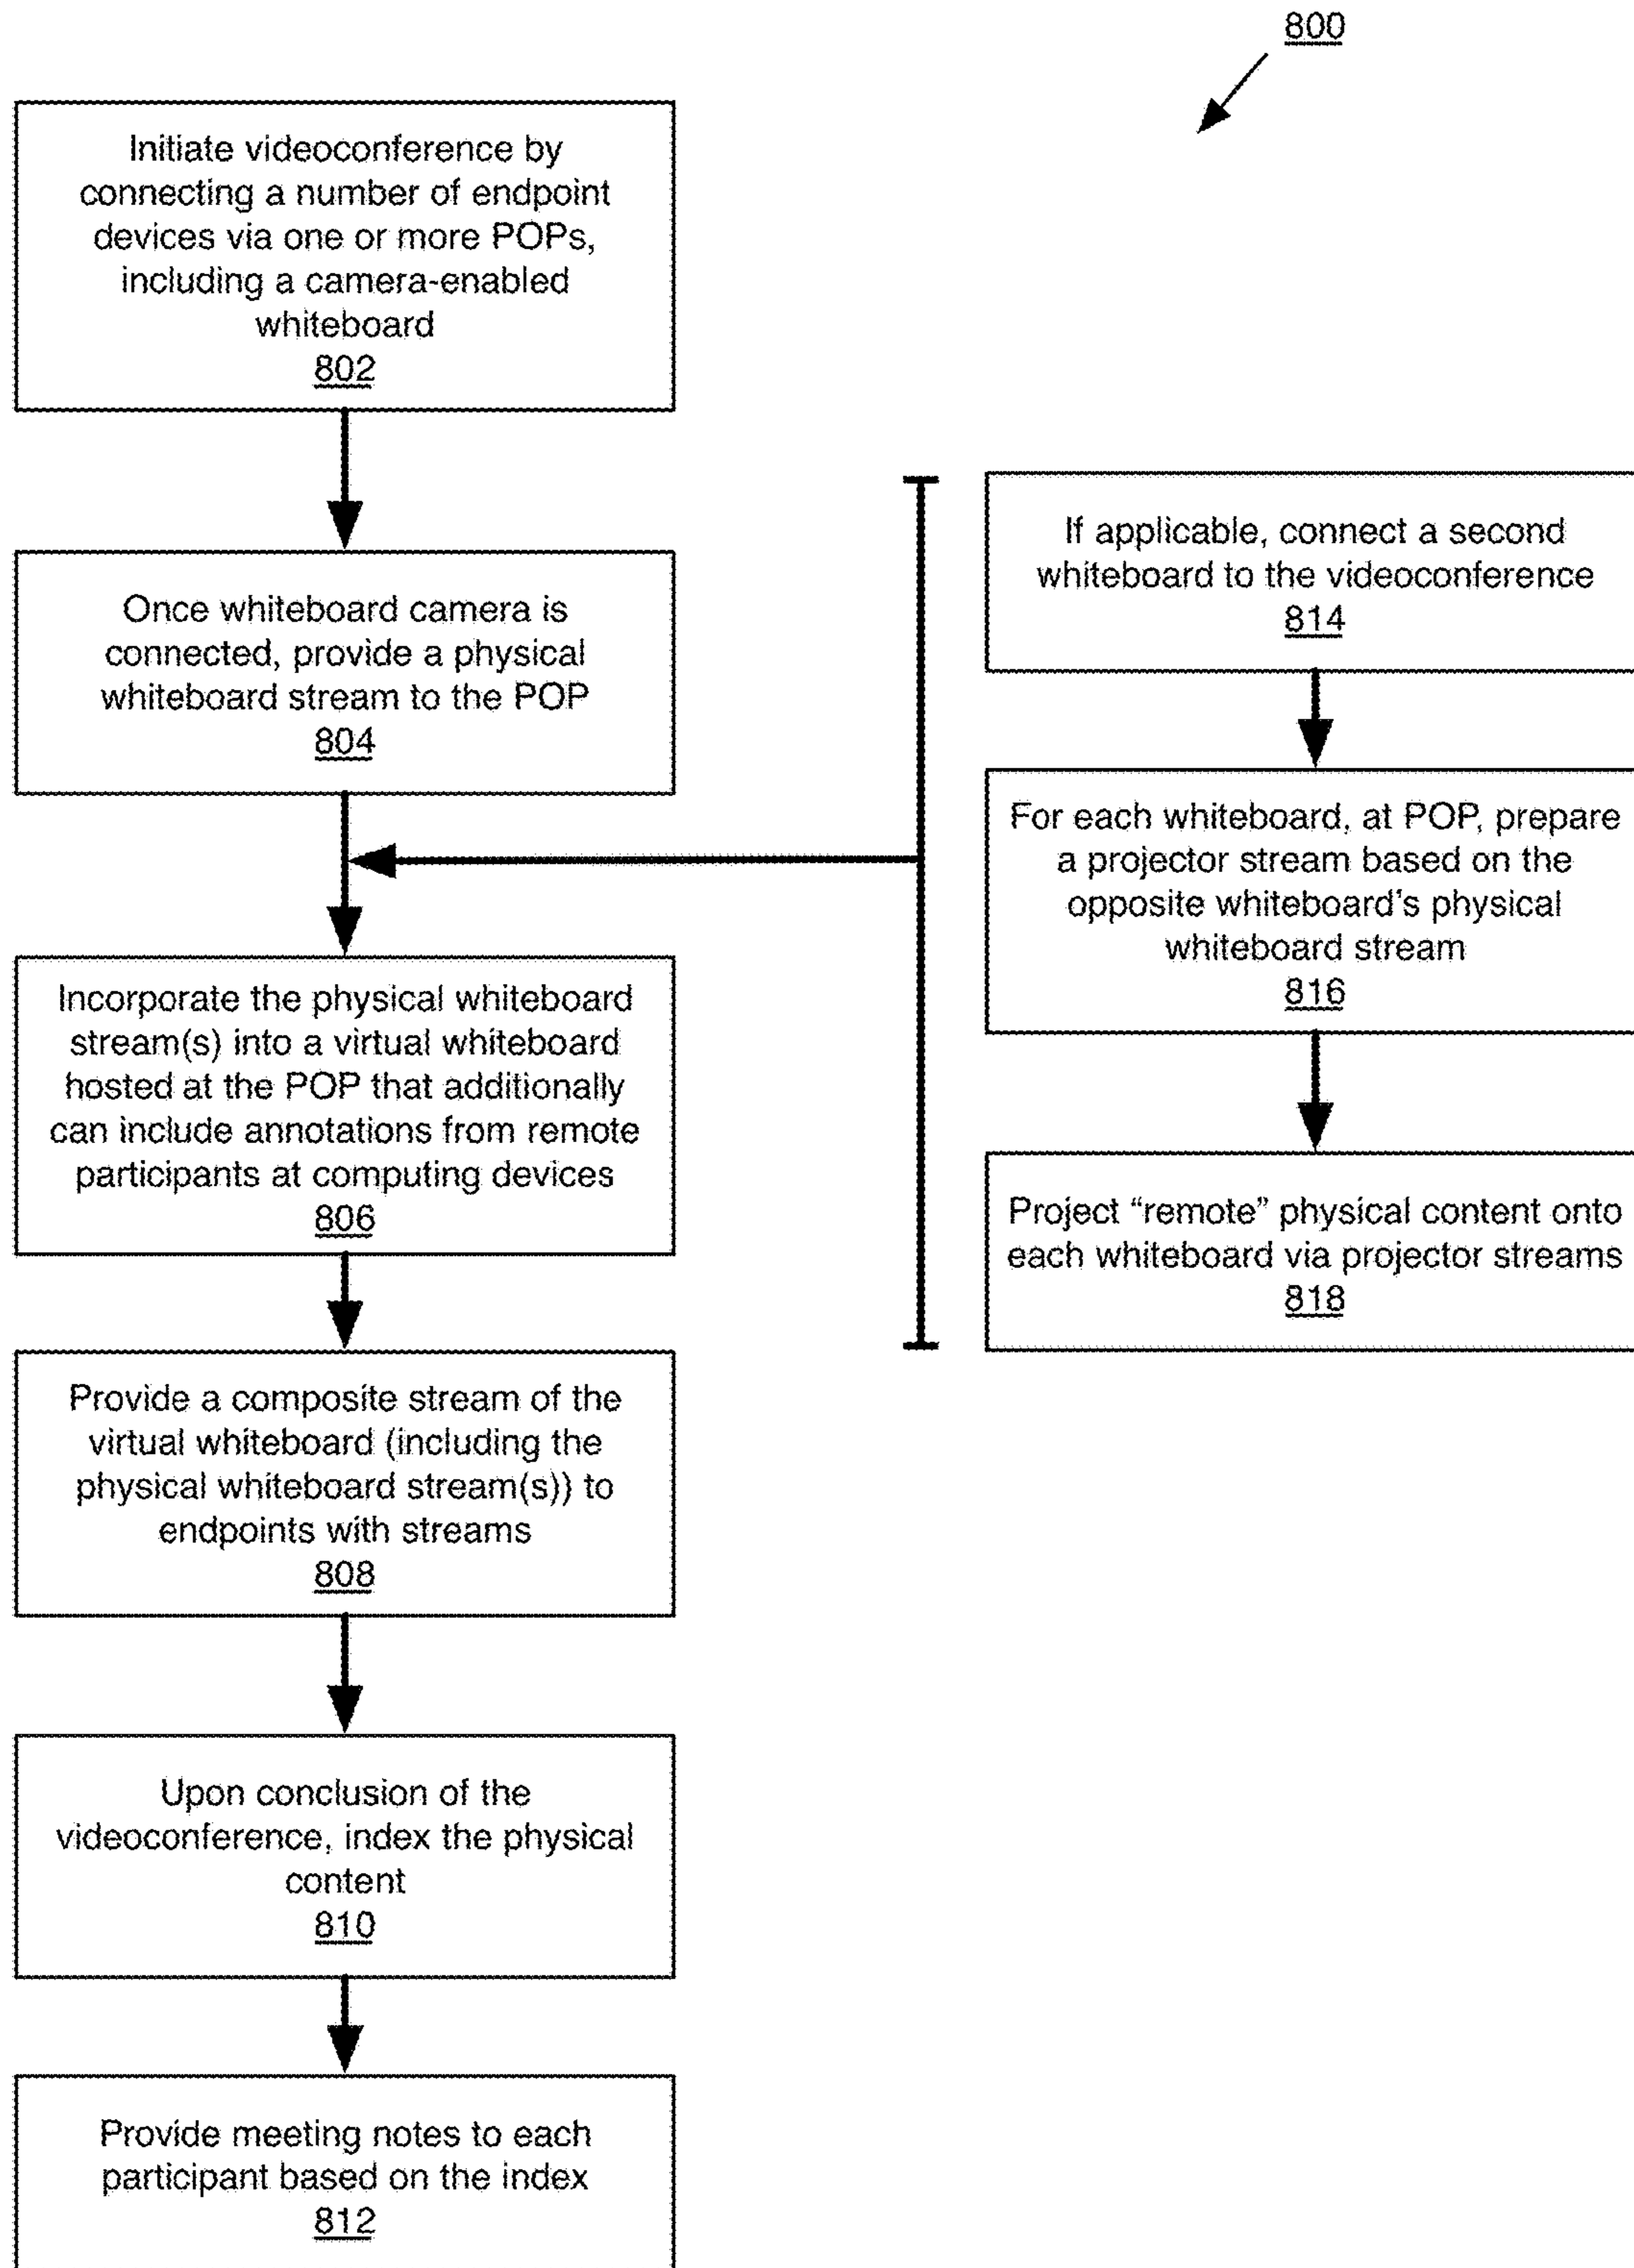 800
Initiate videoconference by
connecting a number of endpoint
devices via one or more POPs,
including a camera-enabled
whiteboard
802
Once whiteboard camera is
connected, provide a physical
whiteboard stream to the POP
804
Incorporate the physical whiteboard
stream(s) into a virtual whiteboard
hosted at the POP that additionally
can include annotations from remote
participants at computing devices
806
Provide a composite stream of the
virtual whiteboard (including the
physical whiteboard stream(s)) to
endpoints with streams
808
Upon conclusion of the
videoconference, index the physical
content
810
Provide meeting notes to each
participant based on the index
812
If applicable, connect a second
whiteboard to the videoconference
814
For each whiteboard, at POP, prepare
a projector stream based on the
opposite whiteboard's physical
whiteboard stream
816
Project “remote” physical content onto
each whiteboard via projector streams
818